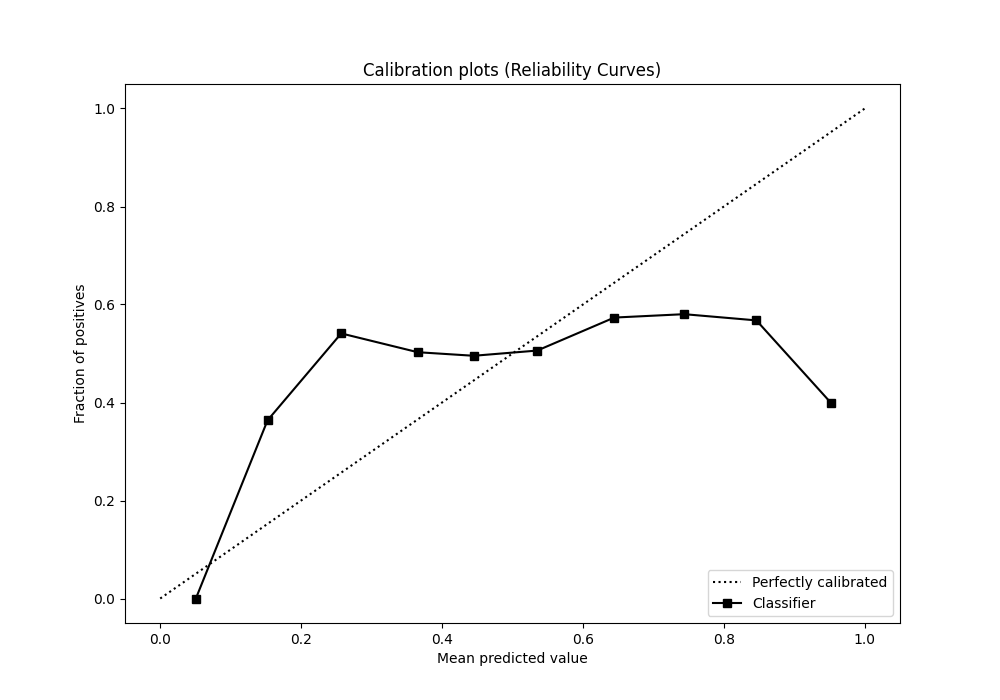 Calibration plots (Reliability Curves)
1.0
0.8
0.6
0.4
0.2
0.0
Fraction of positives
0.0 0.2 0.4 0.6 0.8 1.0
Mean predicted value
Perfectly calibrated
Classifier